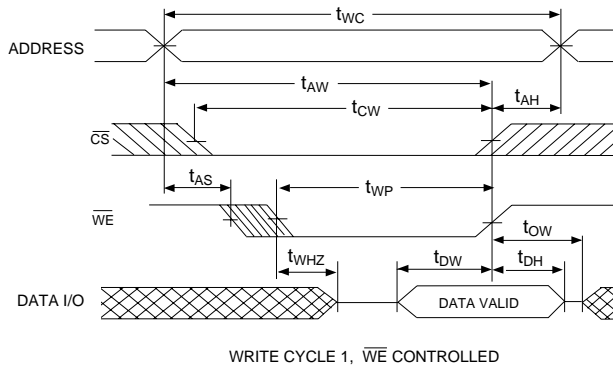 tWC
ADDRESS
tAW
tCW
tAH
CS
tAS
tWP
WE
tOW
tWHZ
tDW
tDH
DATA I/O
DATA VALID
WRITE CYCLE 1, WE CONTROLLED